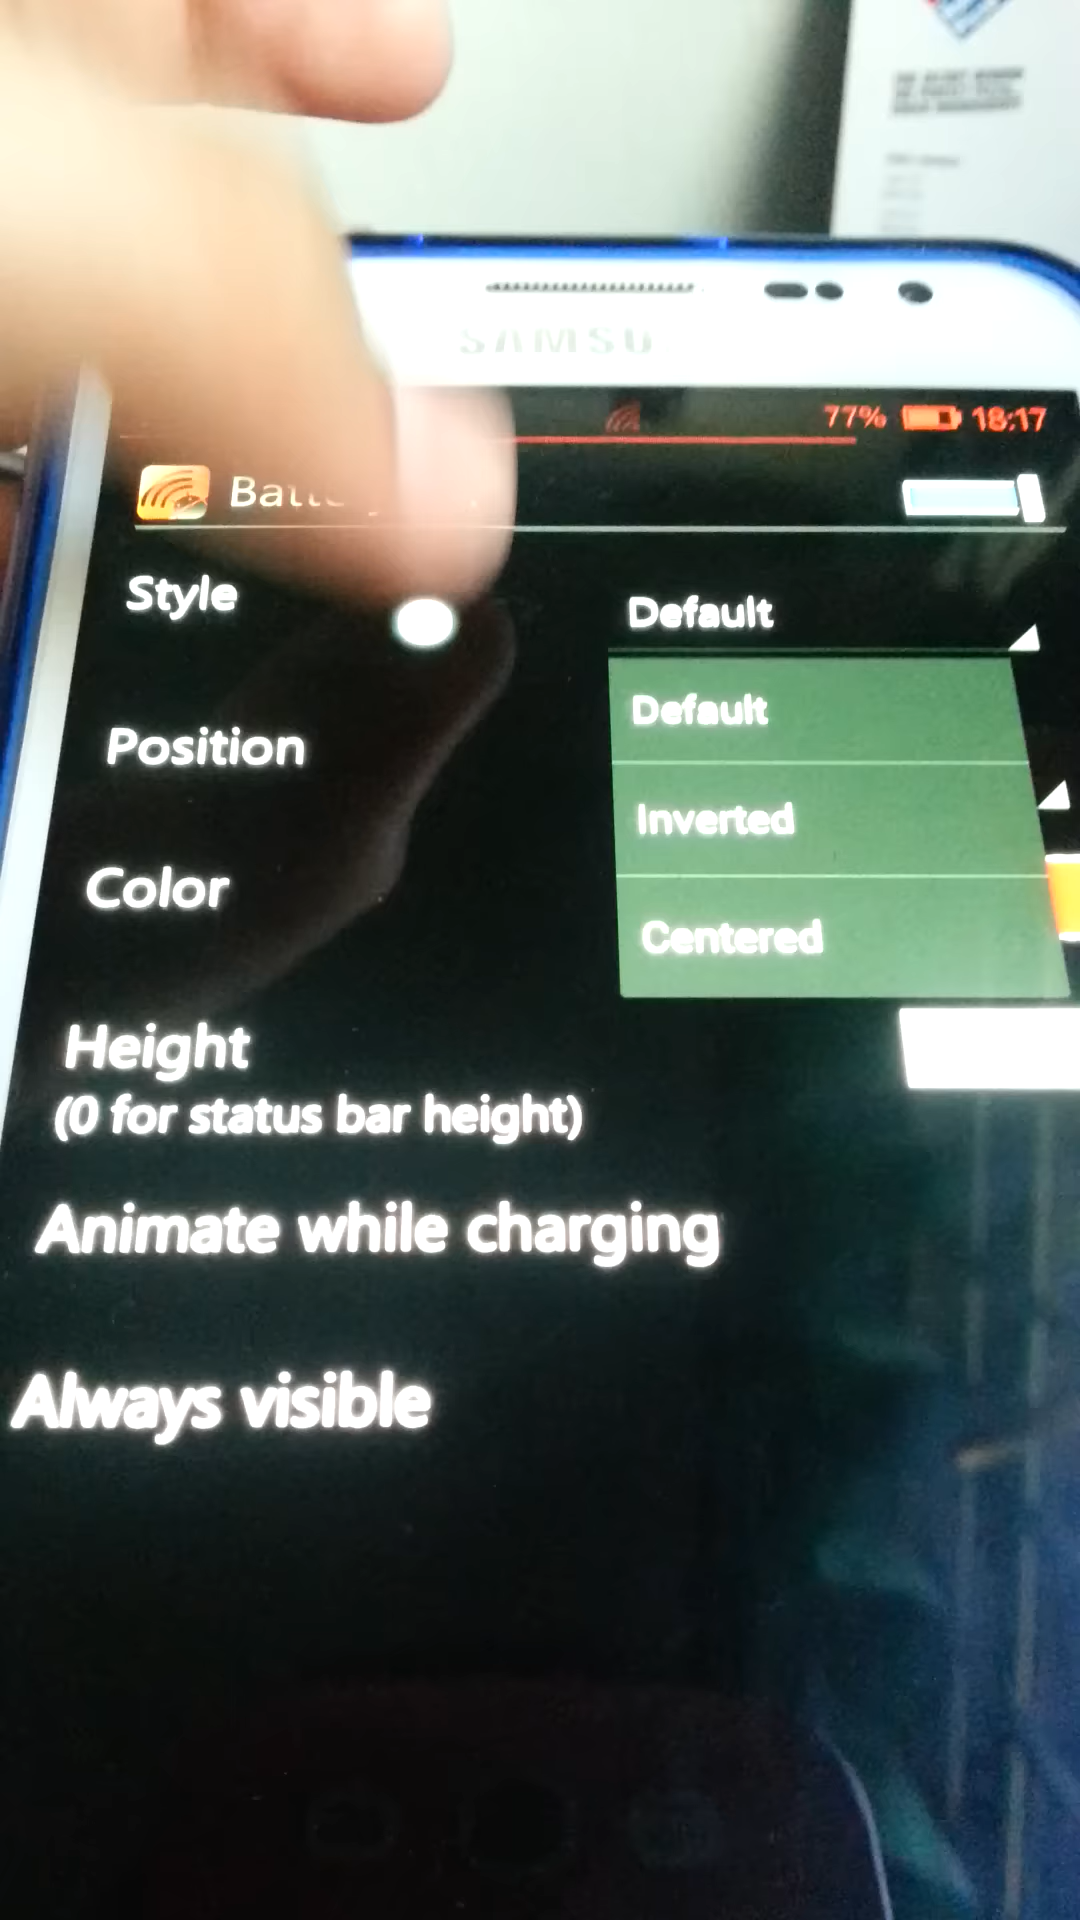 SAMSU
77% 18:17
Style
Default
Default
Position
Inverted
Color
Centered
Height
(0 for status bar height)
Animate while charging
Always visible